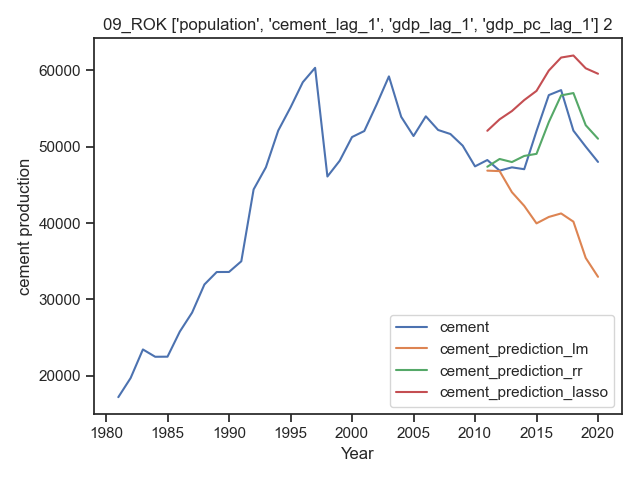 09_ROK ['population', 'cement_lag_1', 'gdp_lag_1', 'gdp_pc_lag_1'] 2
60000
50000
40000
30000
20000
cement production
cement
cement_prediction_lm
cement_prediction_rr
cement_prediction_lasso
1980 1985 1990 1995 2000 2005 2010 2015 2020
Year